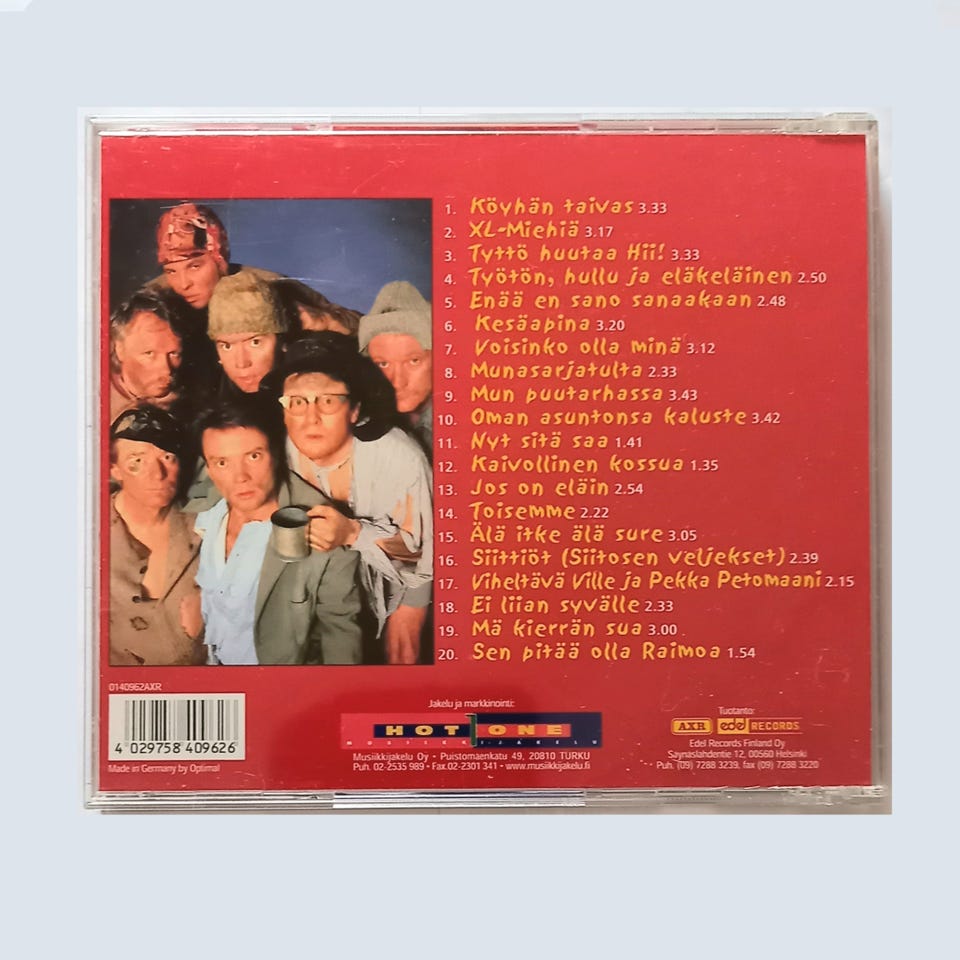 1. Köyhän taivas 3.33
2. XL-Miehiä 3.17
3. Tyttö huutaa Hii! 3.33
4. Työtön, hullu ja eläkeläinen 2.50
5. Enää en sano sanaakaan 2.48
6. Kesäapina 3.20
7. Voisinko olla minä 3.12
8. Munasarjatulta 2.33
9. Mun puutarhassa 3.43
10. Oman asuntonsa kaluste 3.42
11. Nyt sitä saa 1.41
12. Kaivollinen kossua 1.35
13. Jos on eläin 2.54
14. Toisemme 2.22
15. Älä itke älä sure 3.05
16. Siittiöt (Siitosen veljekset) 2.39
17. Viheltävä Ville ja Pekka Petomaani 2.15
18. Ei liian syvälle 2.33
19. Mä kierrän sua 3.00
20. Sen pitää olla Raimoa 1.54
0140962AXR
4 029758 409626
Made in Germany by Optimal
Jakelu ja markkinointi:
HOT ONE
MUSIIKKI-JAKELU
Musiikkijakelu Oy • Puistomäenkatu 49, 20810 TURKU
Puh. 02-2535 989 • Fax.02-2301 341 • www.musiikkijakelu.fi
Tuotanto:
AXR edel RECORDS
Edel Records Finland Oy
Säynäslahdentie 12, 00560 Helsinki
Puh. (09) 7288 3239, fax (09) 7288 3220